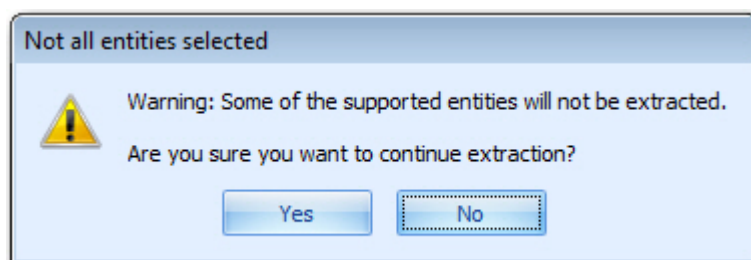 Not all entities selected
Warning: Some of the supported entities will not be extracted.
Are you sure you want to continue extraction?
Yes No